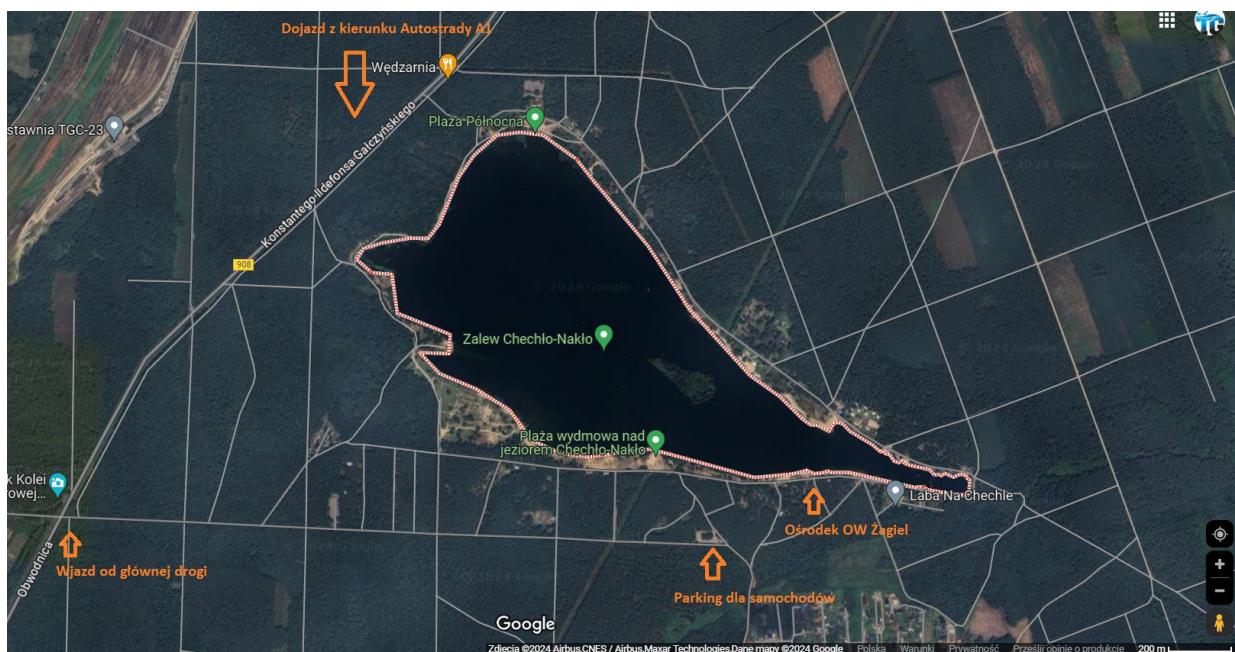 Dojazd z kierunku Autostrady A1
TG
Wędzarnia
stawnia TGC-23
Plaża Północna
Konstantego Ildefonsa Gałczyńskiego
908
© 2024 Google
Zalew Chechło-Nakło
Plaża wydmowa nad
jeziorem Chechło-Nakło
k Kolei
rowej...
Laba Na Chechle
Ośrodek OW Żagiel
Obwodnica
Wjazd od głównej drogi
Parking dla samochodów
Google
Zdjęcia ©2024 Airbus,CNES / Airbus,Maxar Technologies,Dane mapy ©2024 Google Polska Warunki Prywatność Prześlij opinię o produkcie 200 m